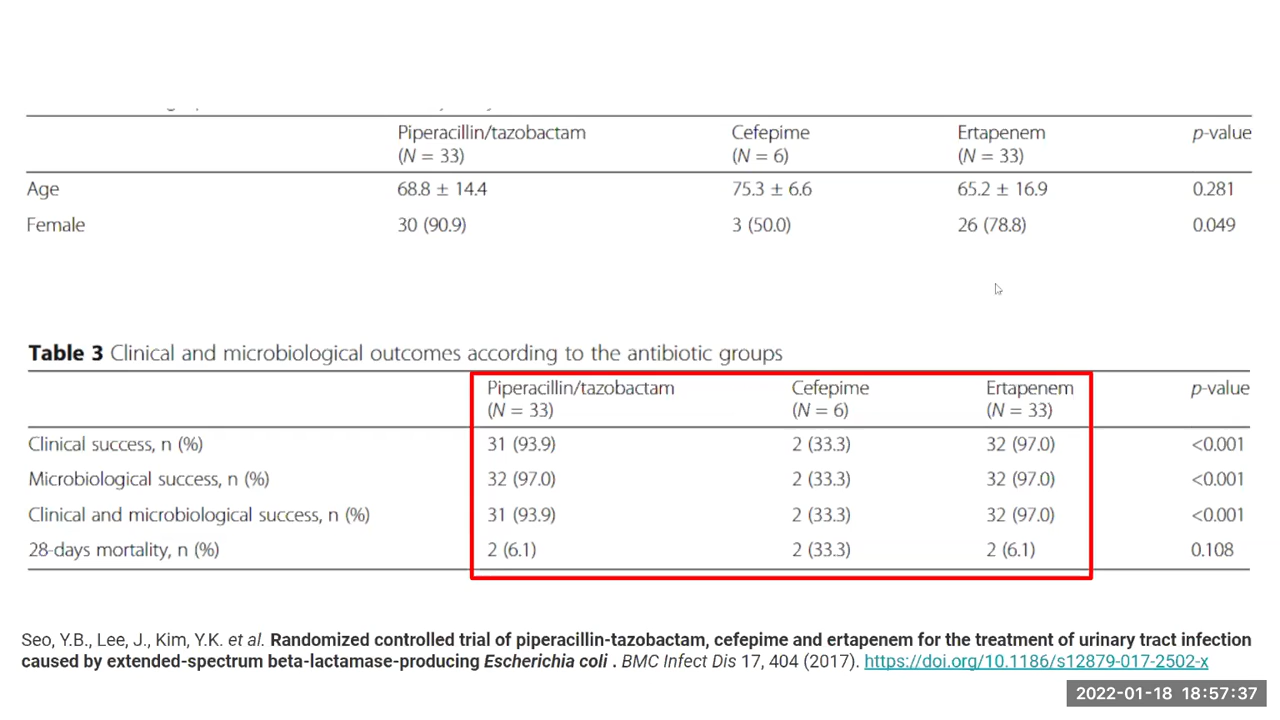 Piperacillin/tazobactam Cefepime Ertapenem p-value
(N = 33) (N = 6) (N = 33)
Age 68.8 ± 14.4 75.3 ± 6.6 65.2 ± 16.9 0.281
Female 30 (90.9) 3 (50.0) 26 (78.8) 0.049
Table 3 Clinical and microbiological outcomes according to the antibiotic groups
Piperacillin/tazobactam Cefepime Ertapenem p-value
(N = 33) (N = 6) (N = 33)
Clinical success, n (%) 31 (93.9) 2 (33.3) 32 (97.0) <0.001
Microbiological success, n (%) 32 (97.0) 2 (33.3) 32 (97.0) <0.001
Clinical and microbiological success, n (%) 31 (93.9) 2 (33.3) 32 (97.0) <0.001
28-days mortality, n (%) 2 (6.1) 2 (33.3) 2 (6.1) 0.108
Seo, Y.B., Lee, J., Kim, Y.K. et al. Randomized controlled trial of piperacillin-tazobactam, cefepime and ertapenem for the treatment of urinary tract infection
caused by extended-spectrum beta-lactamase-producing Escherichia coli . BMC Infect Dis 17, 404 (2017). https://doi.org/10.1186/s12879-017-2502-x
2022-01-18 18:57:37